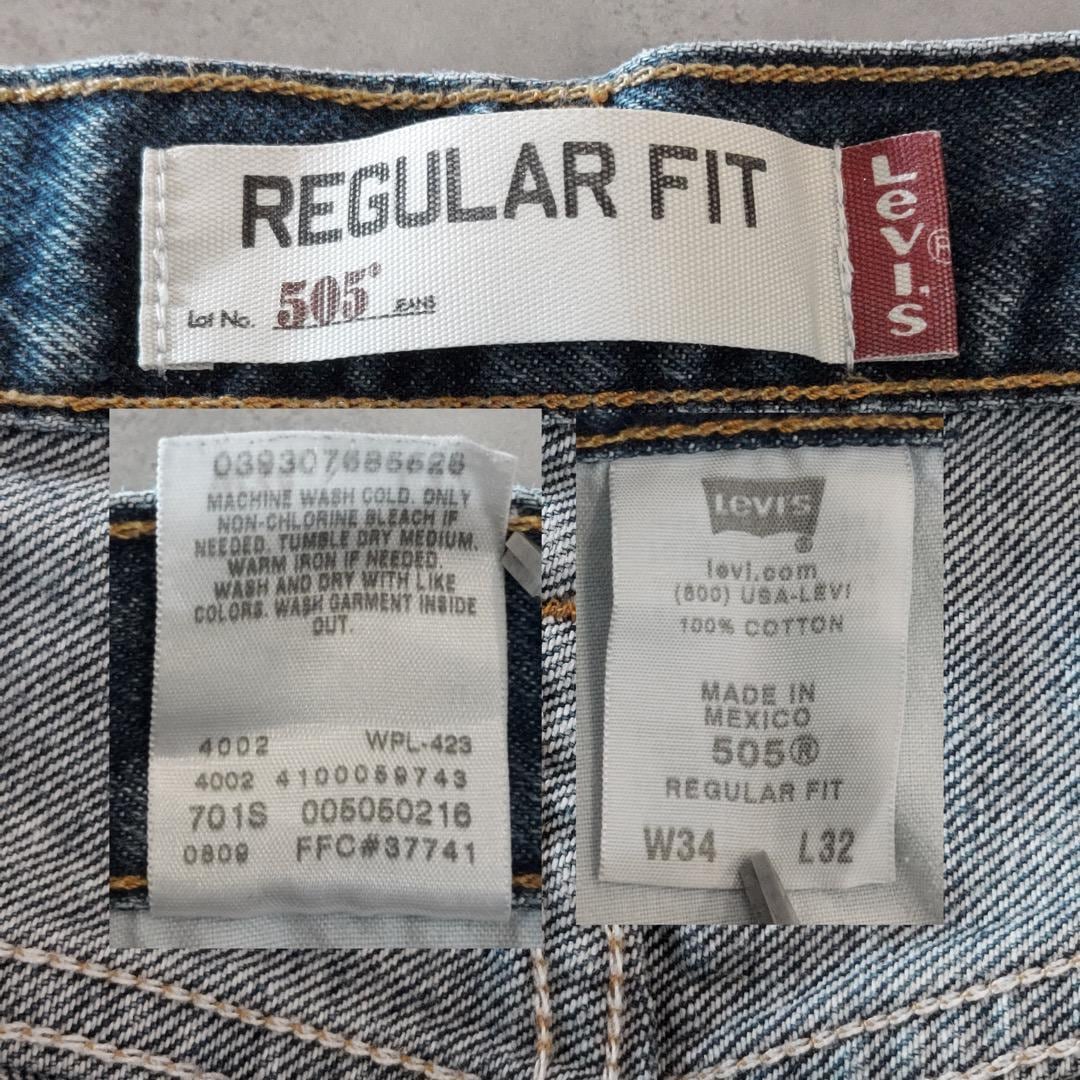 REGULAR FIT
Lot No. 505® JEANS
Levi's®
039307685628
MACHINE WASH COLD. ONLY
NON-CHLORINE BLEACH IF
NEEDED. TUMBLE DRY MEDIUM.
WARM IRON IF NEEDED.
WASH AND DRY WITH LIKE
COLORS. WASH GARMENT INSIDE
OUT.
4002 WPL-423
4002 4100059743
701S 005050216
0809 FFC#37741
Levi's
®
levi.com
(800) USA-LEVI
100% COTTON
MADE IN
MEXICO
505®
REGULAR FIT
W34 L32